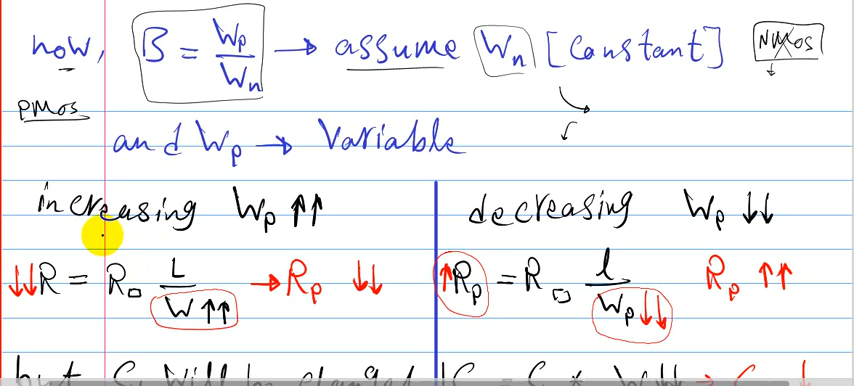 now, B = Wp/Wn → assume Wn [Constant] NMOS
PMOS
and Wp → Variable
increasing Wp ↑↑
↓↓R = R□ L/W↑↑ → Rp ↓↓
decreasing Wp ↓↓
↑Rp = R□ l/Wp↓↓ Rp ↑↑